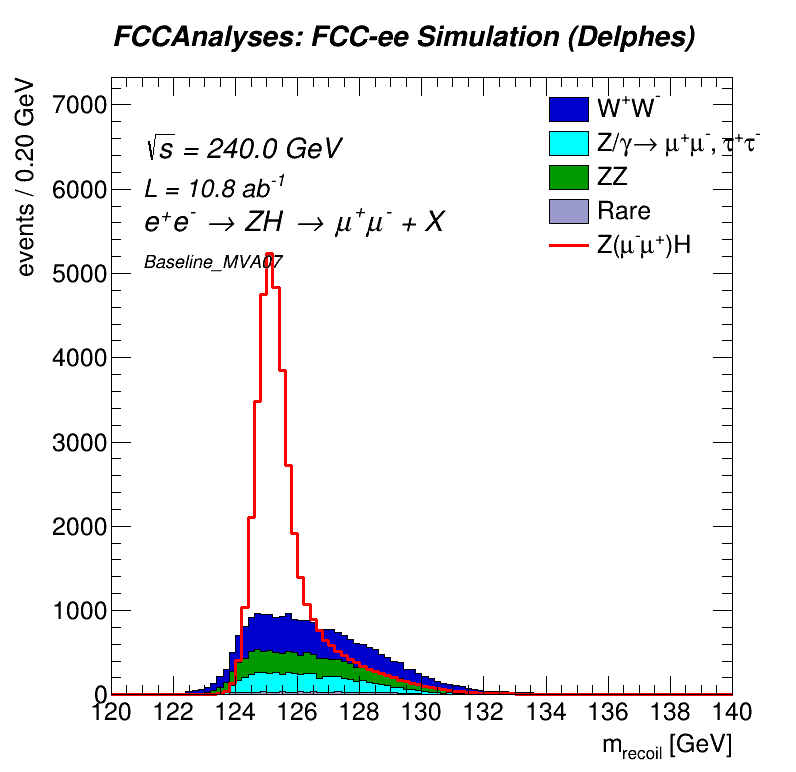 FCCAnalyses: FCC-ee Simulation (Delphes)
events / 0.20 GeV
7000
6000
5000
4000
3000
2000
1000
0
√s = 240.0 GeV
L = 10.8 ab⁻¹
e⁺e⁻ → ZH → μ⁺μ⁻ + X
Baseline_MVA07
W⁺W⁻
Z/γ→ μ⁺μ⁻, τ⁺τ⁻
ZZ
Rare
Z(μ⁻μ⁺)H
120 122 124 126 128 130 132 134 136 138 140
m_recoil [GeV]